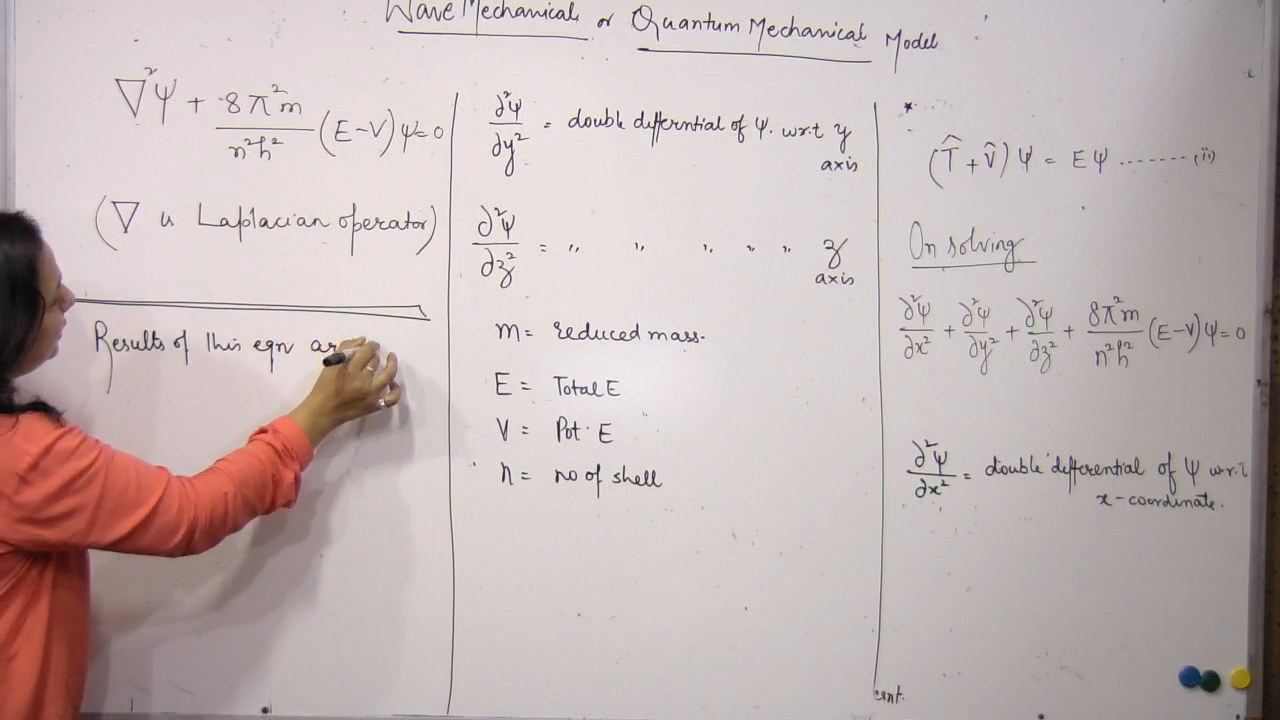 Wave Mechanical or Quantum Mechanical Model
∇²Ψ + 8π²m/n²h² (E-V)Ψ=0
(∇ is Laplacian operator)
Results of this eqn ar
∂²Ψ/∂y² = double differntial of Ψ. w.r.t y
axis
∂²Ψ/∂z² = " " " " " z
axis
m = reduced mass.
E = Total E
V = Pot. E
n = no of shell
*
(T̂ + V̂) Ψ = EΨ ....... (ii)
On solving
∂²Ψ/∂x² + ∂²Ψ/∂y² + ∂²Ψ/∂z² + 8π²m/n²h² (E-V)Ψ=0
∂²Ψ/∂x² = double differential of Ψ w.r.t
x-coordinate.
cont.